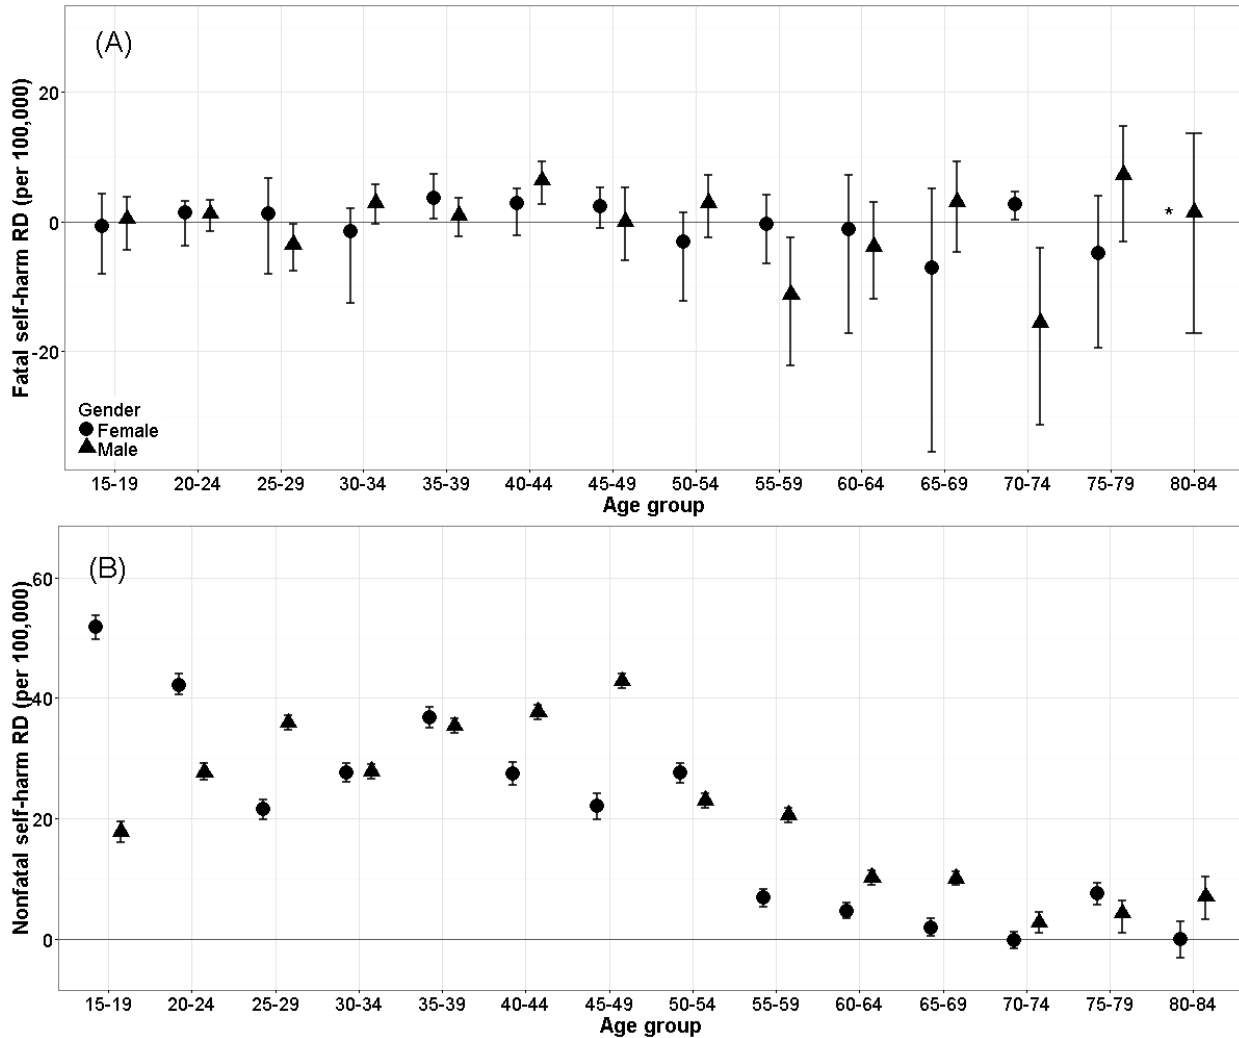 (A)
Fatal self-harm RD (per 100,000)
20
0
-20
Gender
Female
Male
*
15-19 20-24 25-29 30-34 35-39 40-44 45-49 50-54 55-59 60-64 65-69 70-74 75-79 80-84
Age group
(B)
Nonfatal self-harm RD (per 100,000)
60
40
20
0
15-19 20-24 25-29 30-34 35-39 40-44 45-49 50-54 55-59 60-64 65-69 70-74 75-79 80-84
Age group